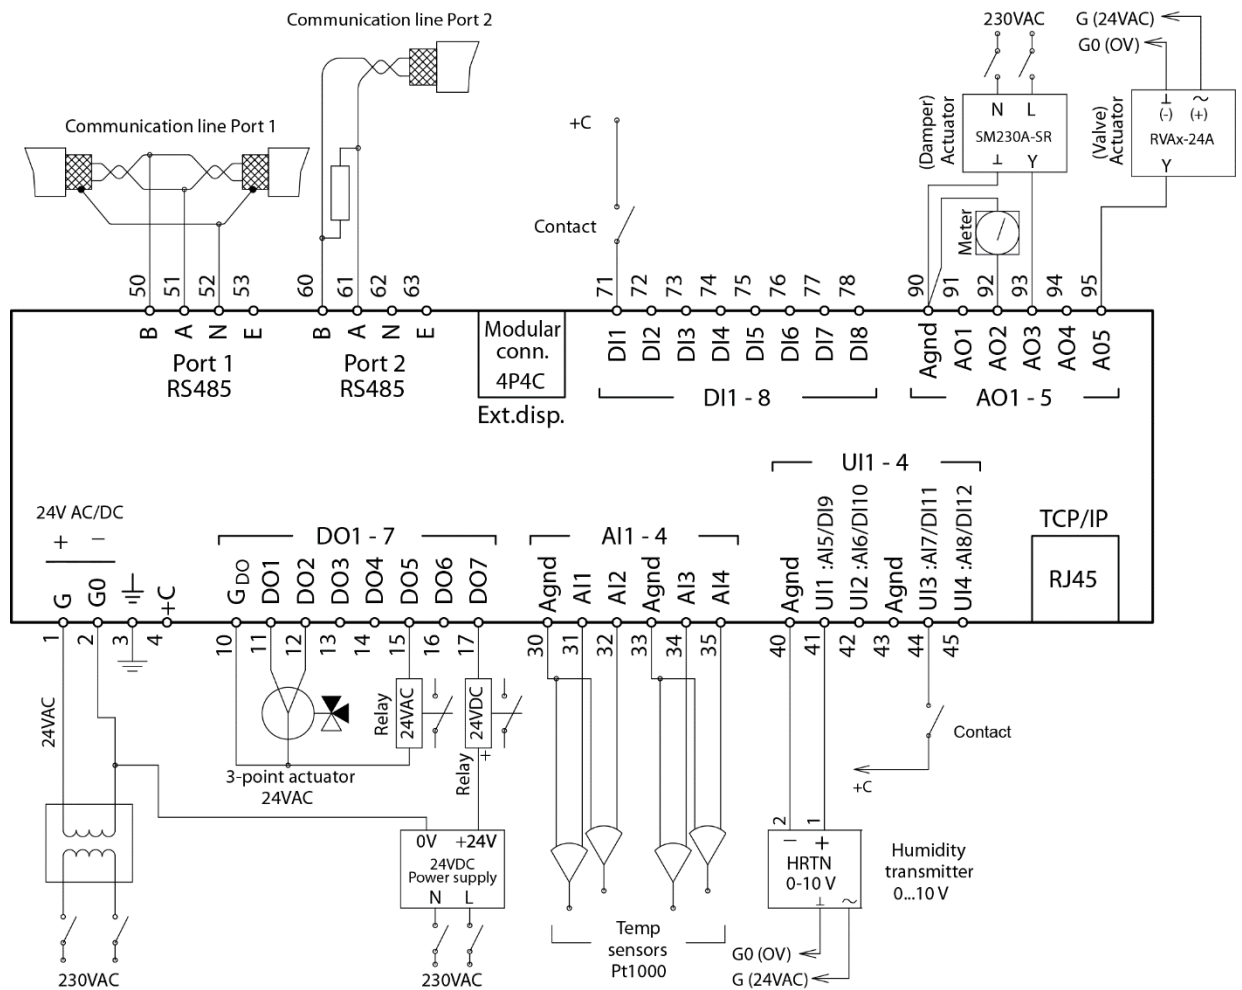 Communication line Port 2
Communication line Port 1
+C
Contact
230VAC
G (24VAC)
G0 (OV)
(Damper)
Actuator
N L
SM230A-SR
⊥ Y
(Valve)
Actuator
⊥ ~
(-) (+)
RVAx-24A
Y
Meter
50 51 52 53 60 61 62 63 71 72 73 74 75 76 77 78 90 91 92 93 94 95
B A N E
Port 1
RS485
B A N E
Port 2
RS485
Modular
conn.
4P4C
Ext.disp.
DI1 DI2 DI3 DI4 DI5 DI6 DI7 DI8
DI1 - 8
Agnd AO1 AO2 AO3 AO4 A05
AO1 - 5
24V AC/DC
+ −
G G0 +C
DO1 - 7
G DO DO1 DO2 DO3 DO4 DO5 DO6 DO7
AI1 - 4
Agnd AI1 AI2 Agnd AI3 AI4
UI1 - 4
Agnd
UI1 :AI5/DI9
UI2 :AI6/DI10
Agnd
UI3 :AI7/DI11
UI4 :AI8/DI12
TCP/IP
RJ45
1 2 3 4 10 11 12 13 14 15 16 17 30 31 32 33 34 35 40 41 42 43 44 45
24VAC
230VAC
3-point actuator
24VAC
Relay
24VAC
24VDC
Relay
+
0V +24V
24VDC
Power supply
N L
230VAC
Temp
sensors
Pt1000
2 1
− +
HRTN
0-10 V
⊥ ~
G0 (OV)
G (24VAC)
Humidity
transmitter
0...10 V
Contact
+C